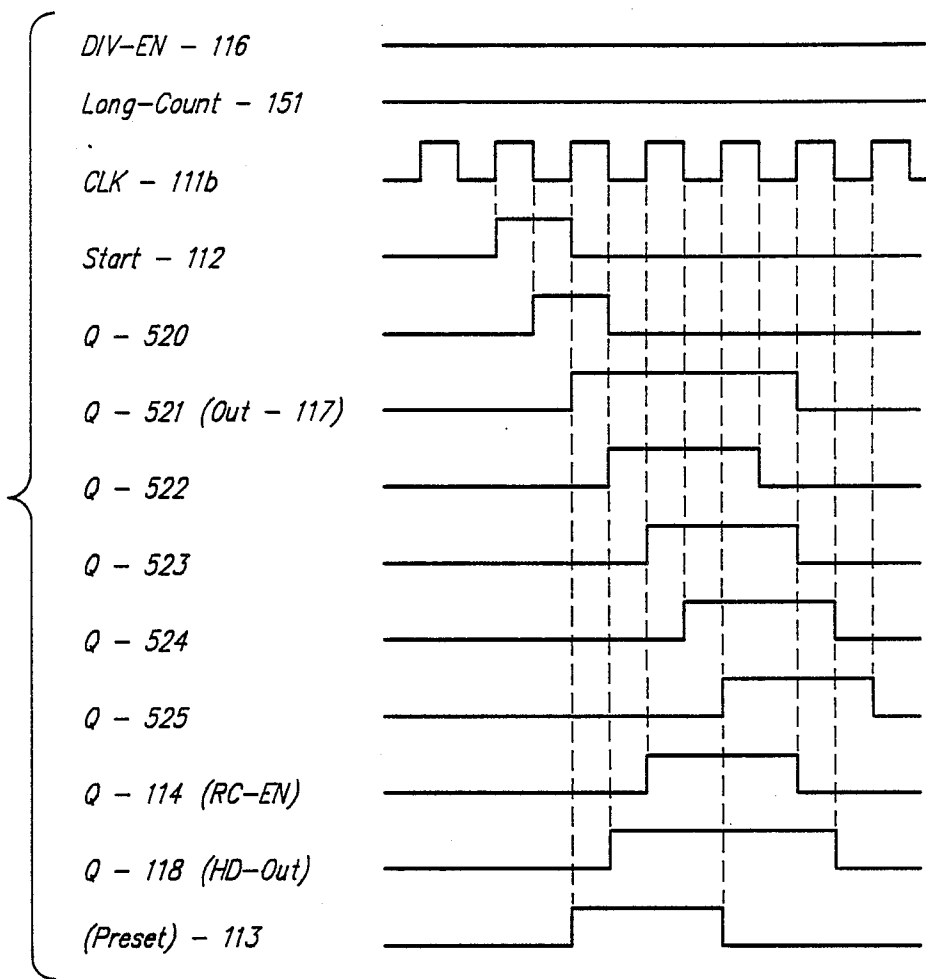 DIV-EN - 116
Long-Count - 151
CLK - 111b
Start - 112
Q - 520
Q - 521 (Out - 117)
Q - 522
Q - 523
Q - 524
Q - 525
Q - 114 (RC-EN)
Q - 118 (HD-Out)
(Preset) - 113